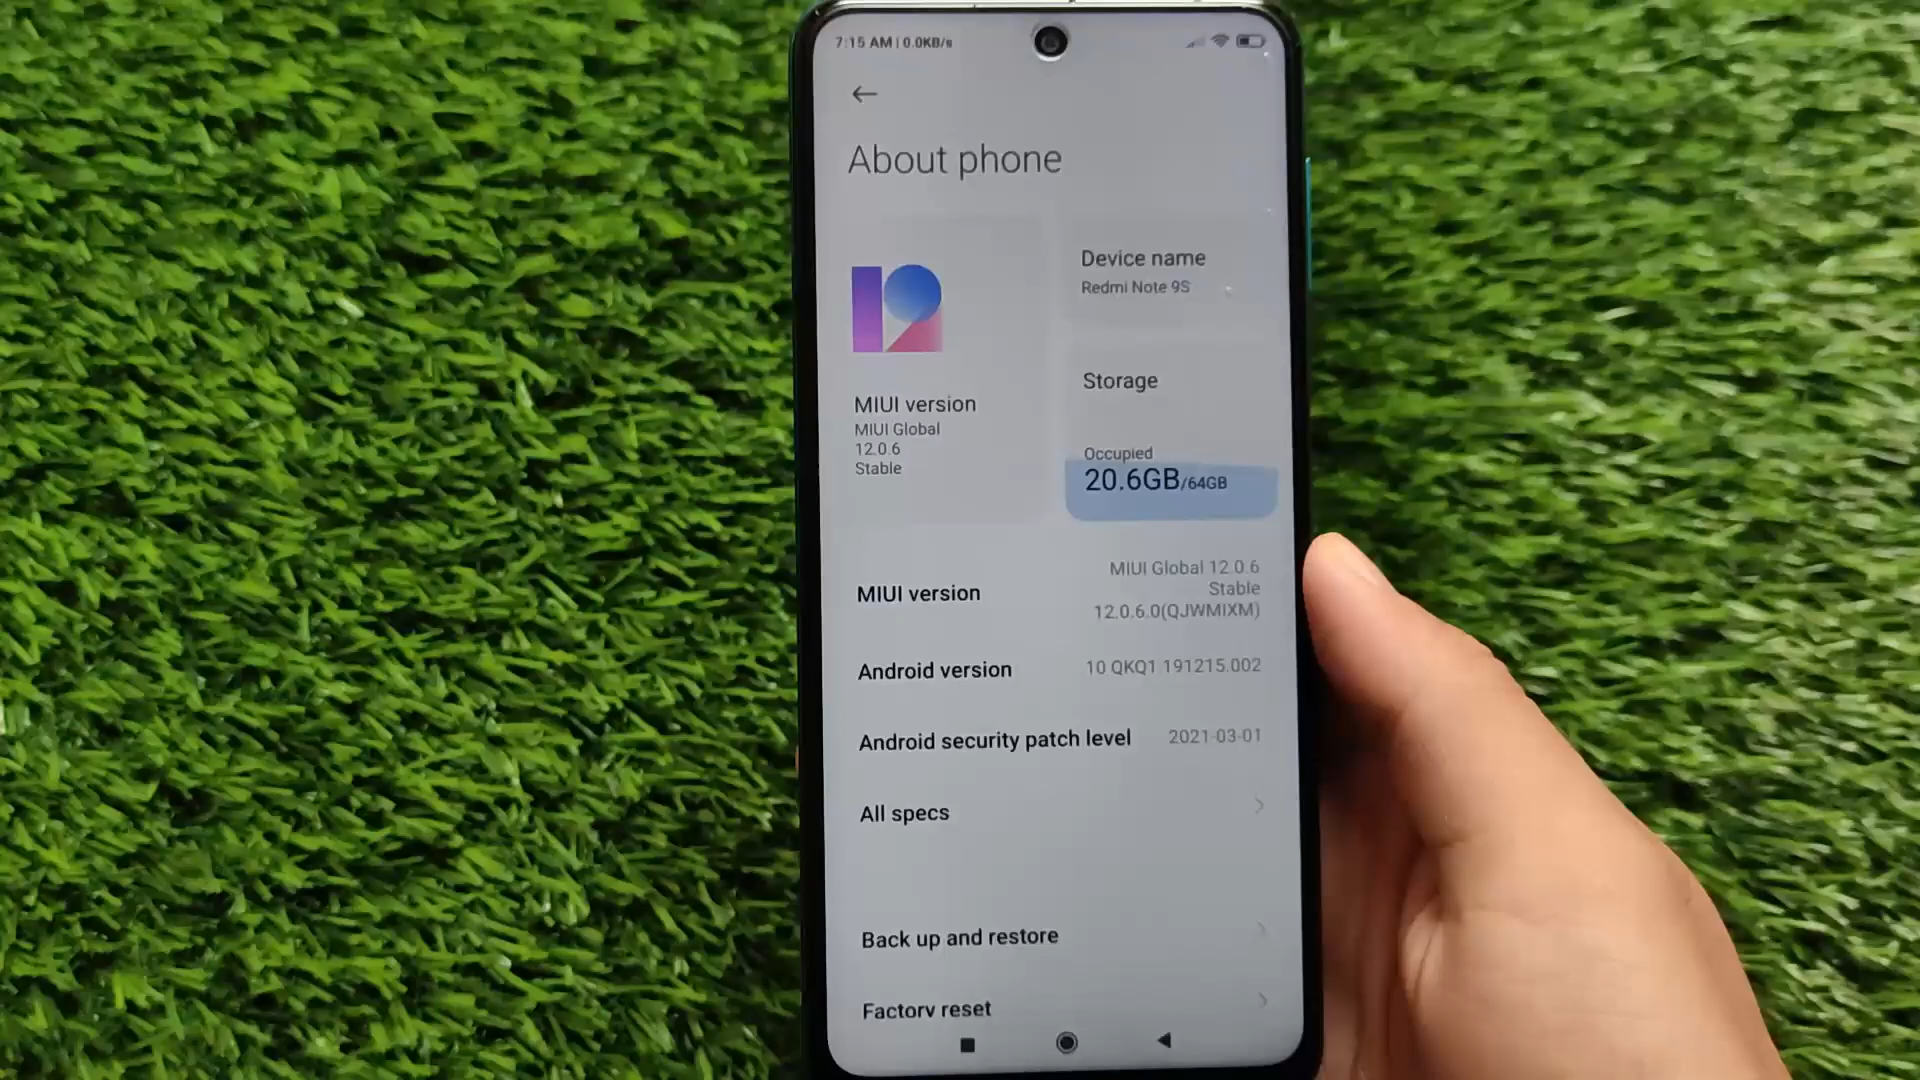 7:15 AM | 0.0KB/s
About phone
Device name
Redmi Note 9S
MIUI version
MIUI Global
12.0.6
Stable
Storage
Occupied
20.6GB/64GB
MIUI version
MIUI Global 12.0.6
Stable
12.0.6.0(QJWMIXM)
Android version
10 QKQ1 191215.002
Android security patch level
2021-03-01
All specs
Back up and restore
Factory reset